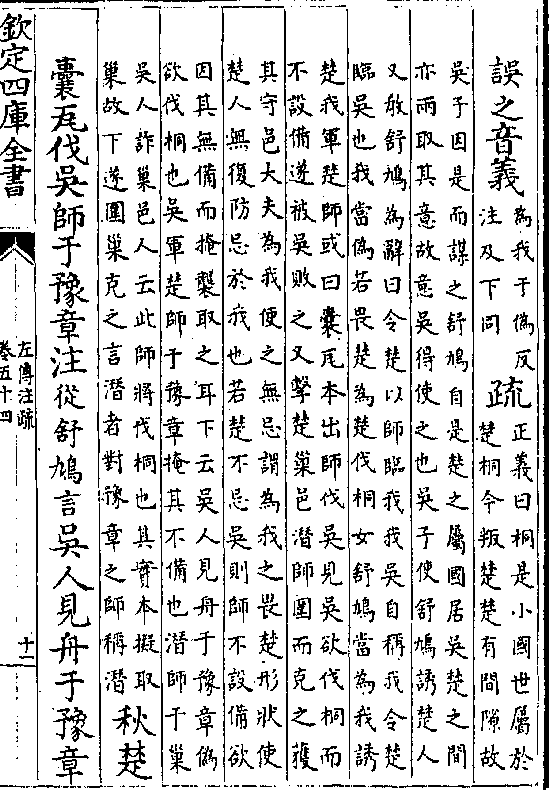 誤之音義為我于偽反
注及下同疏正義曰桐是小國世屬於
楚桐今叛楚楚有間隙故
吳子因是而謀之舒鳩自是楚之屬國居吳楚之間
亦兩取其意故意吳得使之也吳子使舒鳩誘楚人
又敎舒鳩為辭曰令楚以師臨我我吳自稱我令楚
臨吳也我當偽若畏楚為楚伐桐女舒鳩當為我誘
楚我軍楚師或曰囊瓦本出師伐吳見吳欲伐桐而
不設備遂被吳敗之又擊楚巢邑潛師圍而克之獲
其守邑大夫為我使之無忌謂為我之畏楚形狀使
楚人無復防忌於我也若楚不忌吳則師不設備欲
因其無備而掩襲取之耳下云吳人見舟于豫章偽
欲伐桐也吳軍楚師于豫章掩其不備也潛師于巢
吳人詐巢邑人云此師將伐桐也其實本擬取
巢故下遂圍巢克之言潛者對豫章之師稱潛秋楚
囊瓦伐吳師于豫章注從舒鳩言吳人見舟于豫章
欽定四庫全書
左傳注疏
卷五十四
十一